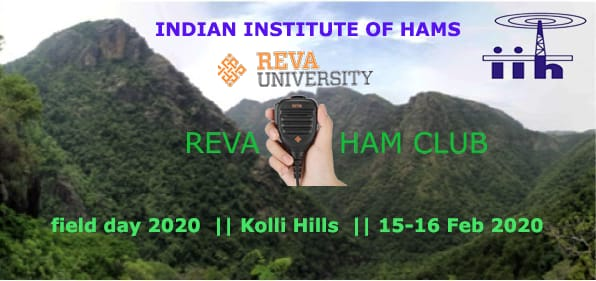 INDIAN INSTITUTE OF HAMS
iih
REVA
UNIVERSITY
REVA HAM CLUB
field day 2020 || Kolli Hills || 15-16 Feb 2020